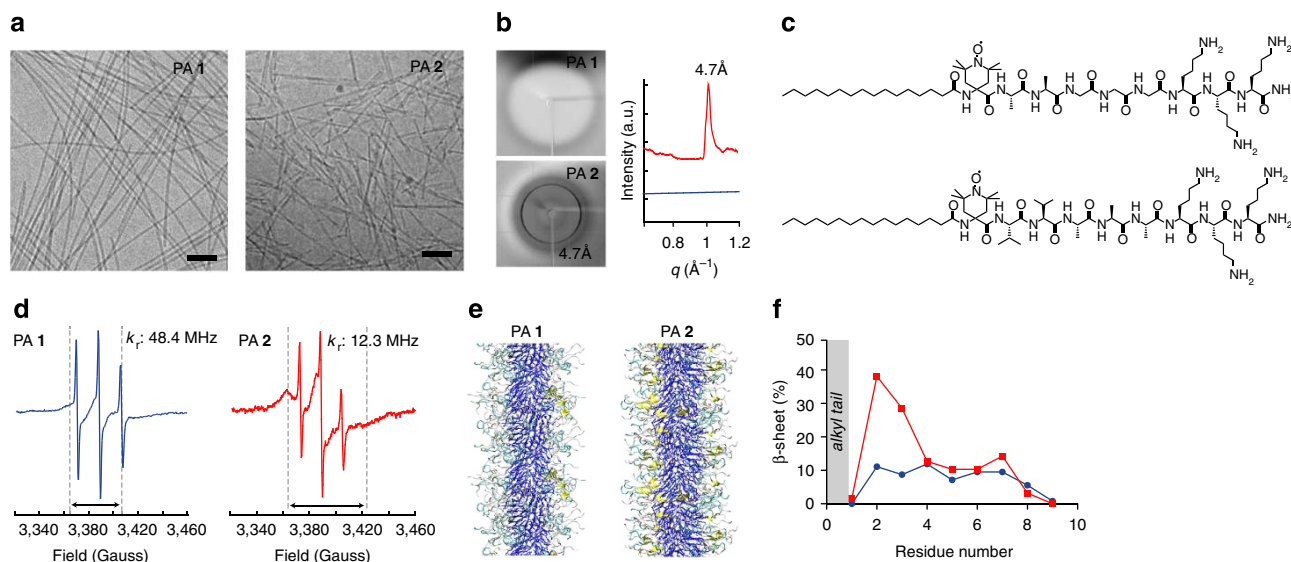 a
PA 1
PA 2
b
PA 1
PA 2
4.7Å
4.7Å
Intensity (a.u.)
0.8 1 1.2
q (Å−1)
c
O•
N
O
N
H
O
H
N
O
N
H
O
H
N
O
N
H
O
H
N
O
N
H
O
H
N
O
NH2
NH2
NH2
O•
N
O
N
H
O
H
N
O
N
H
O
H
N
O
N
H
O
H
N
O
N
H
O
H
N
O
NH2
NH2
NH2
NH2
d
PA 1
kr: 48.4 MHz
3,340 3,380 3,420 3,460
Field (Gauss)
PA 2
kr: 12.3 MHz
3,340 3,380 3,420 3,460
Field (Gauss)
e
PA 1
PA 2
f
β-sheet (%)
50
40
30
20
10
0
alkyl tail
0 2 4 6 8 10
Residue number